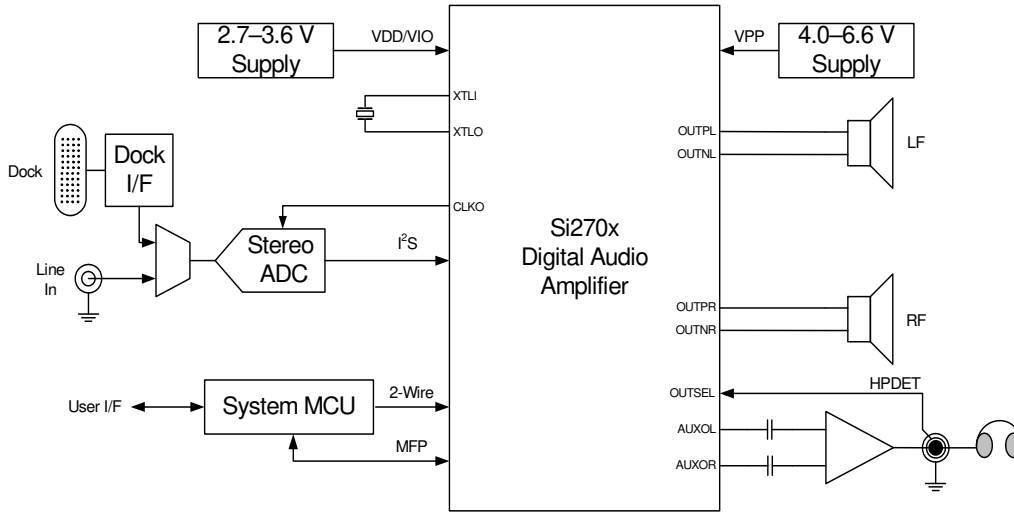 2.7–3.6 V
Supply
VDD/VIO
VPP
4.0–6.6 V
Supply
XTLI
XTLO
Dock
Dock
I/F
OUTPL
OUTNL
LF
CLKO
Stereo
ADC
I²S
Line
In
Si270x
Digital Audio
Amplifier
OUTPR
OUTNR
RF
User I/F
System MCU
2-Wire
MFP
OUTSEL
HPDET
AUXOL
AUXOR